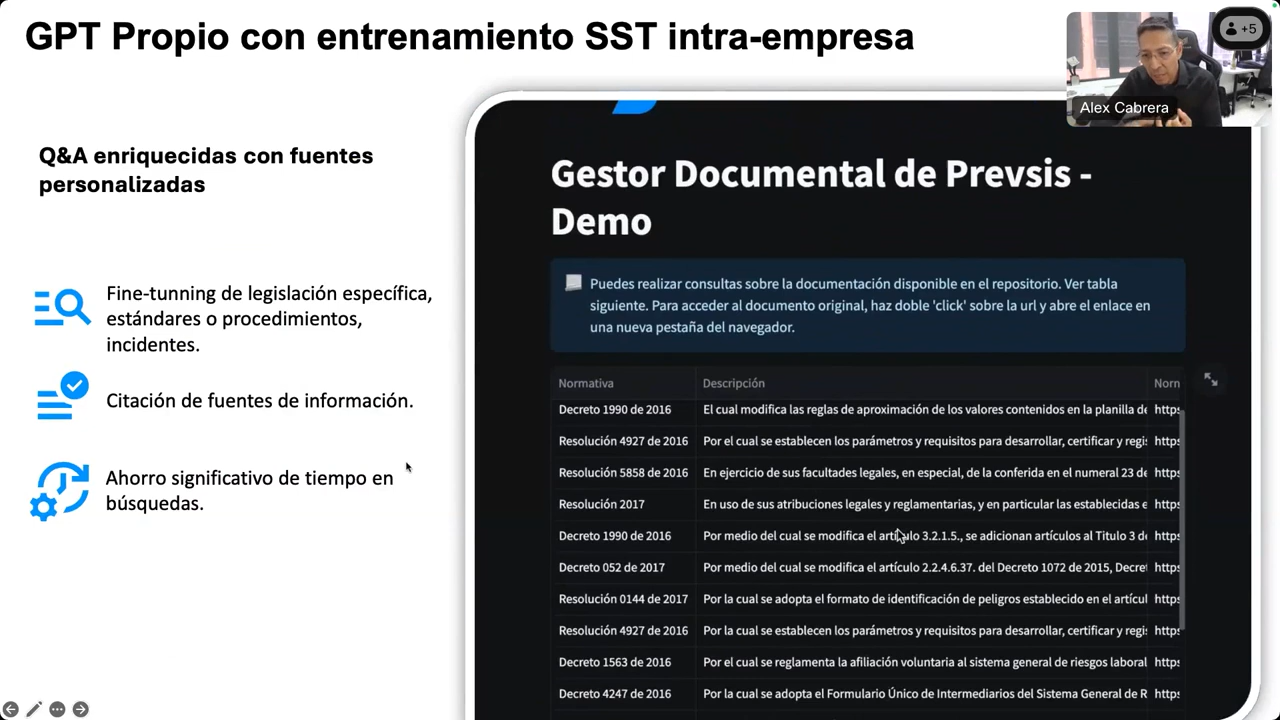 GPT Propio con entrenamiento SST intra-empresa
+5
Alex Cabrera
Q&A enriquecidas con fuentes
personalizadas
Fine-tunning de legislación específica,
estándares o procedimientos,
incidentes.
Citación de fuentes de información.
Ahorro significativo de tiempo en
búsquedas.
Gestor Documental de Prevsis -
Demo
Puedes realizar consultas sobre la documentación disponible en el repositorio. Ver tabla
siguiente. Para acceder al documento original, haz doble 'click' sobre la url y abre el enlace en
una nueva pestaña del navegador.
Normativa Descripción Norn
Decreto 1990 de 2016 El cual modifica las reglas de aproximación de los valores contenidos en la planilla de https
Resolución 4927 de 2016 Por el cual se establecen los parámetros y requisitos para desarrollar, certificar y regis https
Resolución 5858 de 2016 En ejercicio de sus facultades legales, en especial, de la conferida en el numeral 23 de https
Resolución 2017 En uso de sus atribuciones legales y reglamentarias, y en particular las establecidas e https
Decreto 1990 de 2016 Por medio del cual se modifica el artículo 3.2.1.5., se adicionan artículos al Titulo 3 de https
Decreto 052 de 2017 Por medio del cual se modifica el artículo 2.2.4.6.37. del Decreto 1072 de 2015, Decret https
Resolución 0144 de 2017 Por la cual se adopta el formato de identificación de peligros establecido en el artícul https
Resolución 4927 de 2016 Por la cual se establecen los parámetros y requisitos para desarrollar, certificar y regis https
Decreto 1563 de 2016 Por el cual se reglamenta la afiliación voluntaria al sistema general de riesgos laboral https
Decreto 4247 de 2016 Por la cual se adopta el Formulario Único de Intermediarios del Sistema General de R https